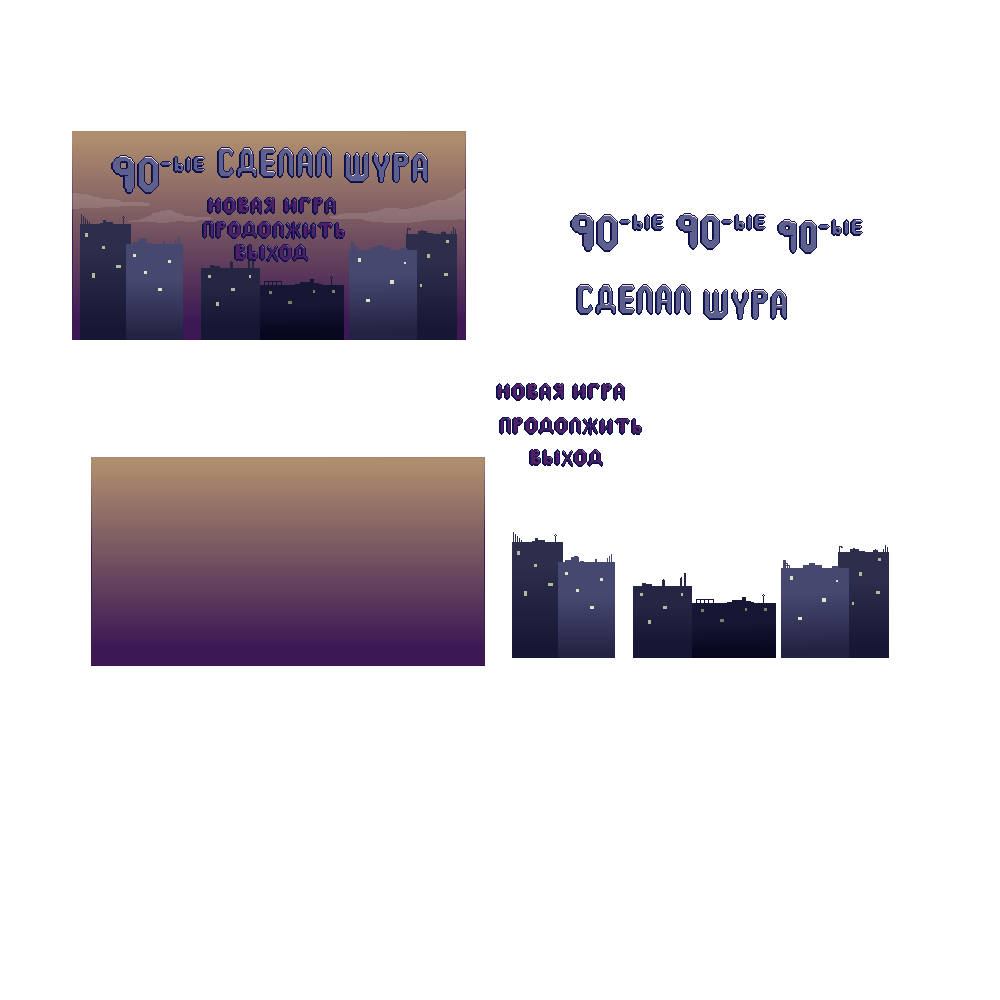 90-ЫЕ СДЕЛАЛ ШУРА
НОВАЯ ИГРА
ПРОДОЛЖИТЬ
ВЫХОД
90-ЫЕ 90-ЫЕ 90-ЫЕ
СДЕЛАЛ ШУРА
НОВАЯ ИГРА
ПРОДОЛЖИТЬ
ВЫХОД